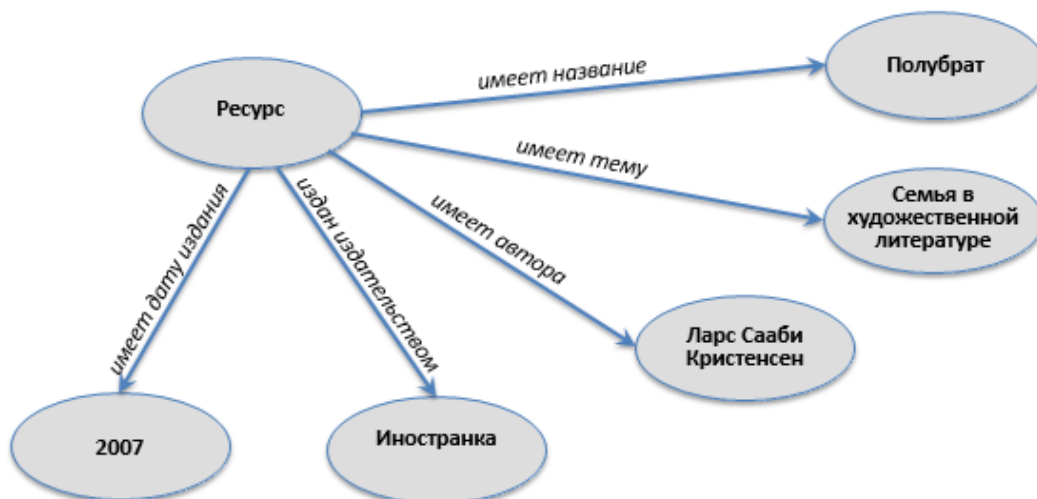 Ресурс
имеет название
Полубрат
имеет тему
Семья в
художественной
литературе
имеет автора
Ларс Сааби
Кристенсен
издан издательством
Иностранка
имеет дату издания
2007